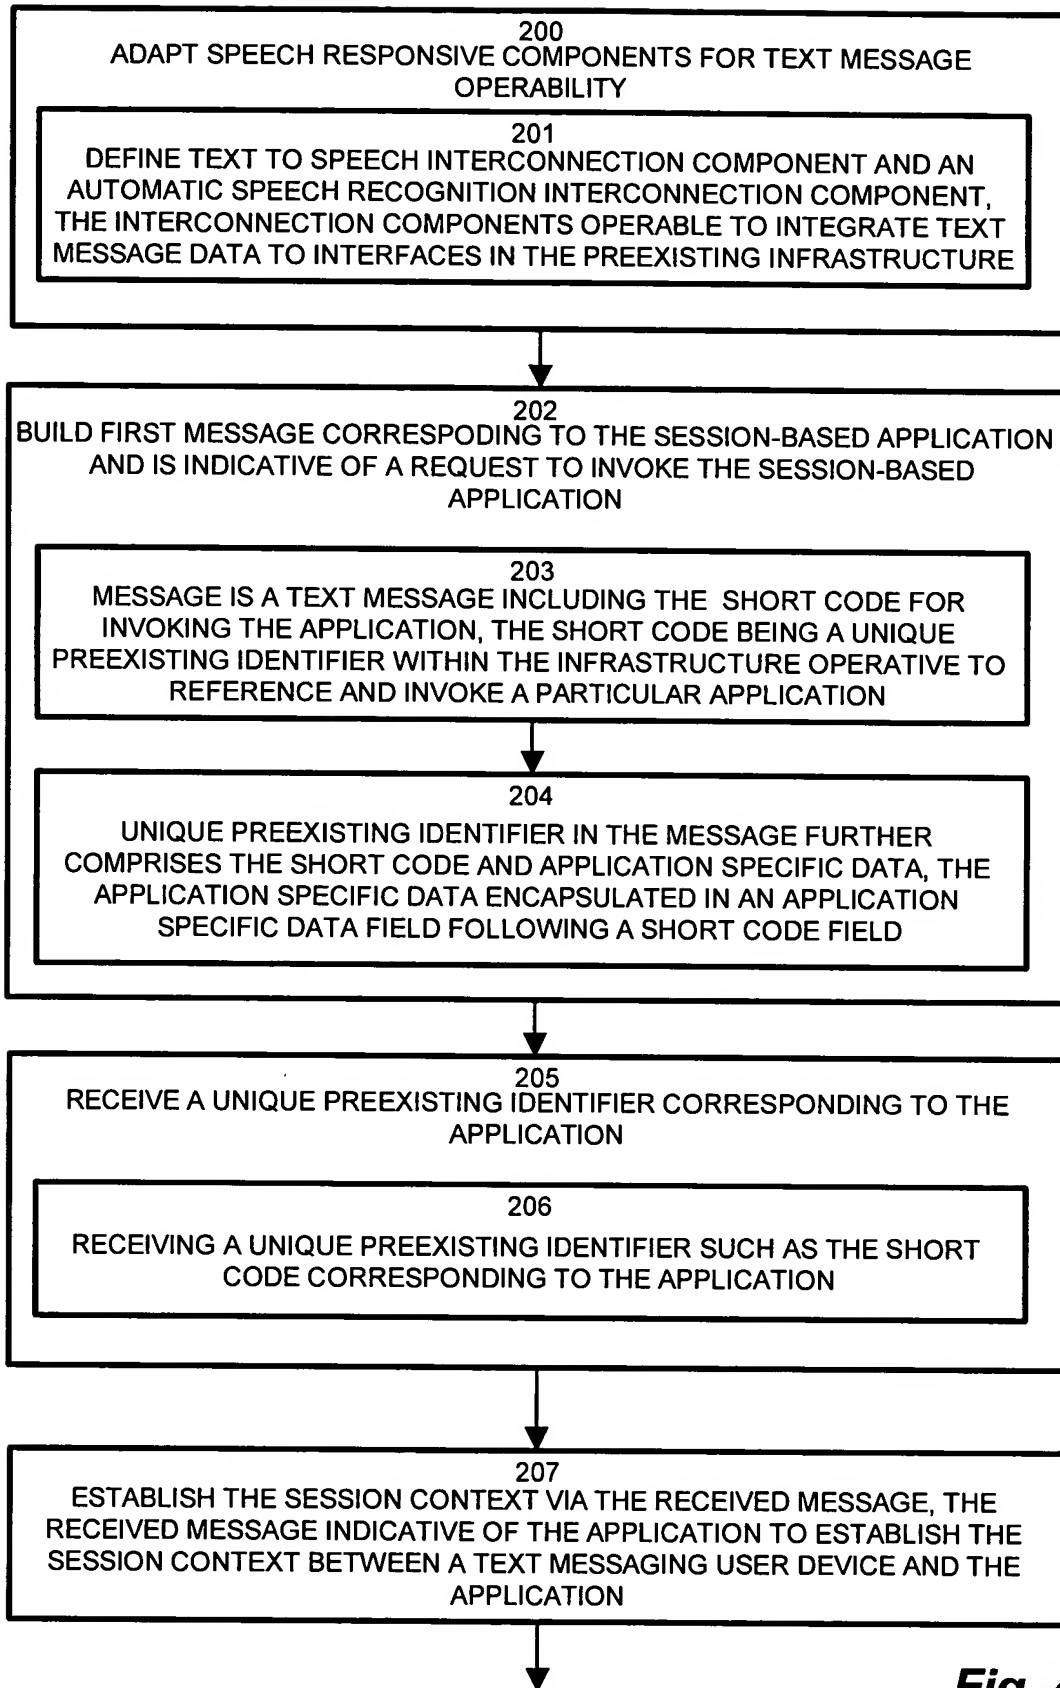 200
ADAPT SPEECH RESPONSIVE COMPONENTS FOR TEXT MESSAGE
OPERABILITY
201
DEFINE TEXT TO SPEECH INTERCONNECTION COMPONENT AND AN
AUTOMATIC SPEECH RECOGNITION INTERCONNECTION COMPONENT,
THE INTERCONNECTION COMPONENTS OPERABLE TO INTEGRATE TEXT
MESSAGE DATA TO INTERFACES IN THE PREEXISTING INFRASTRUCTURE
202
BUILD FIRST MESSAGE CORRESPODING TO THE SESSION-BASED APPLICATION
AND IS INDICATIVE OF A REQUEST TO INVOKE THE SESSION-BASED
APPLICATION
203
MESSAGE IS A TEXT MESSAGE INCLUDING THE SHORT CODE FOR
INVOKING THE APPLICATION, THE SHORT CODE BEING A UNIQUE
PREEXISTING IDENTIFIER WITHIN THE INFRASTRUCTURE OPERATIVE TO
REFERENCE AND INVOKE A PARTICULAR APPLICATION
204
UNIQUE PREEXISTING IDENTIFIER IN THE MESSAGE FURTHER
COMPRISES THE SHORT CODE AND APPLICATION SPECIFIC DATA, THE
APPLICATION SPECIFIC DATA ENCAPSULATED IN AN APPLICATION
SPECIFIC DATA FIELD FOLLOWING A SHORT CODE FIELD
205
RECEIVE A UNIQUE PREEXISTING IDENTIFIER CORRESPONDING TO THE
APPLICATION
206
RECEIVING A UNIQUE PREEXISTING IDENTIFIER SUCH AS THE SHORT
CODE CORRESPONDING TO THE APPLICATION
207
ESTABLISH THE SESSION CONTEXT VIA THE RECEIVED MESSAGE, THE
RECEIVED MESSAGE INDICATIVE OF THE APPLICATION TO ESTABLISH THE
SESSION CONTEXT BETWEEN A TEXT MESSAGING USER DEVICE AND THE
APPLICATION
Fig.